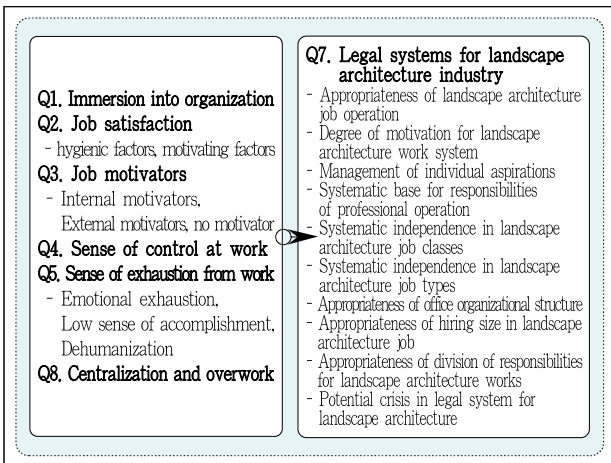 Q1. Immersion into organization
Q2. Job satisfaction
- hygienic factors, motivating factors
Q3. Job motivators
- Internal motivators,
External motivators, no motivator
Q4. Sense of control at work
Q5. Sense of exhaustion from work
- Emotional exhaustion,
Low sense of accomplishment,
Dehumanization
Q8. Centralization and overwork
Q7. Legal systems for landscape
architecture industry
- Appropriateness of landscape architecture
job operation
- Degree of motivation for landscape
architecture work system
- Management of individual aspirations
- Systematic base for responsibilities
of professional operation
- Systematic independence in landscape
architecture job classes
- Systematic independence in landscape
architecture job types
- Appropriateness of office organizational structure
- Appropriateness of hiring size in landscape
architecture job
- Appropriateness of division of responsibilities
for landscape architecture works
- Potential crisis in legal system for
landscape architecture